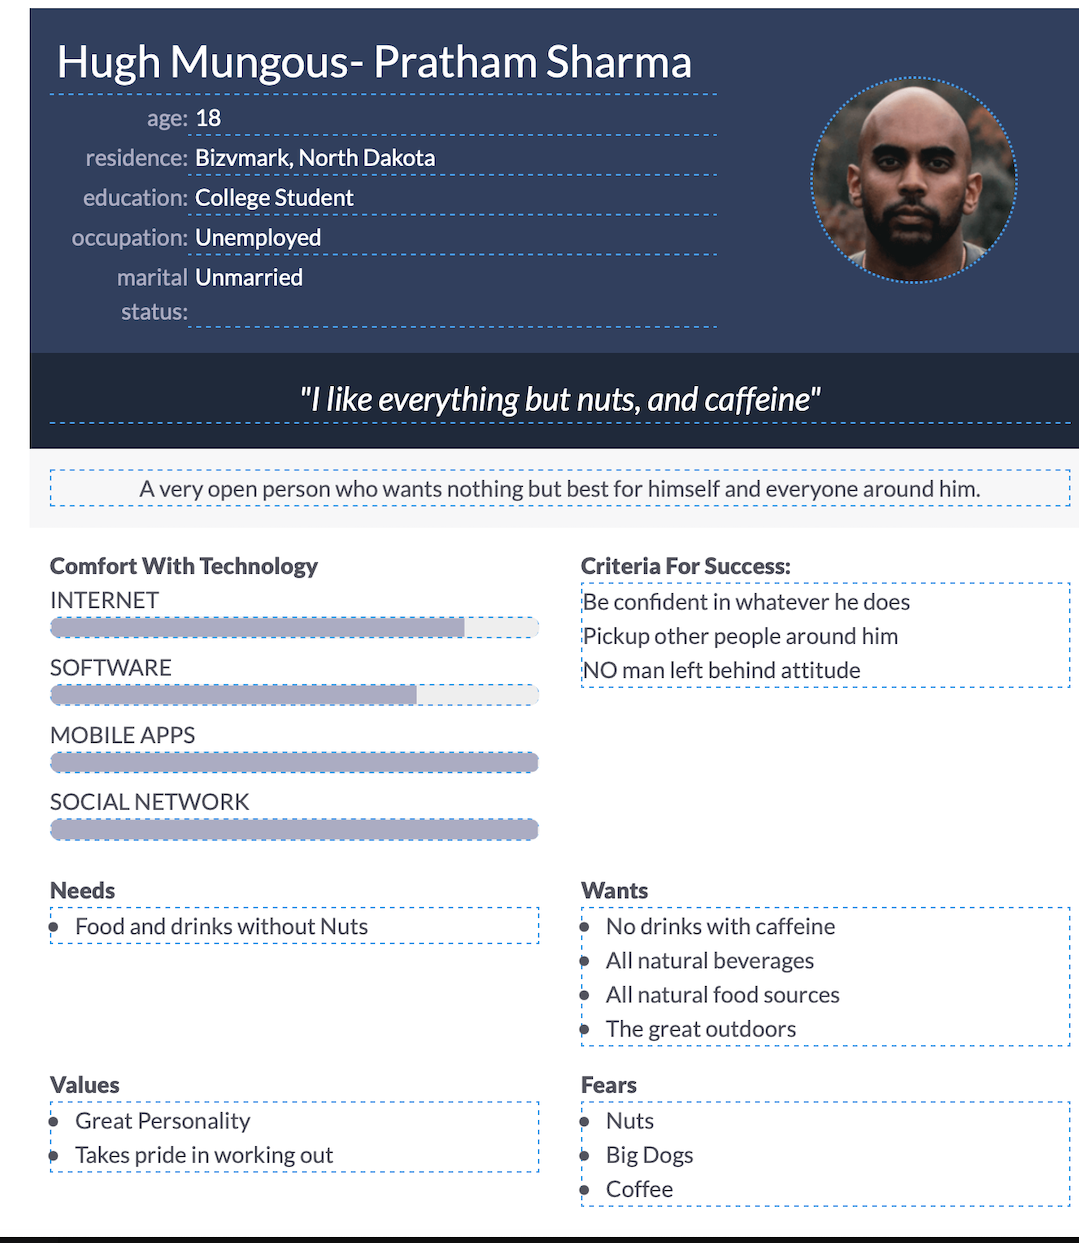 Hugh Mungous- Pratham Sharma
age: 18
residence: Bizvmark, North Dakota
education: College Student
occupation: Unemployed
marital status: Unmarried
"I like everything but nuts, and caffeine"
A very open person who wants nothing but best for himself and everyone around him.
Comfort With Technology
INTERNET
SOFTWARE
MOBILE APPS
SOCIAL NETWORK
Criteria For Success:
Be confident in whatever he does
Pickup other people around him
NO man left behind attitude
Needs
Food and drinks without Nuts
Wants
No drinks with caffeine
All natural beverages
All natural food sources
The great outdoors
Values
Great Personality
Takes pride in working out
Fears
Nuts
Big Dogs
Coffee